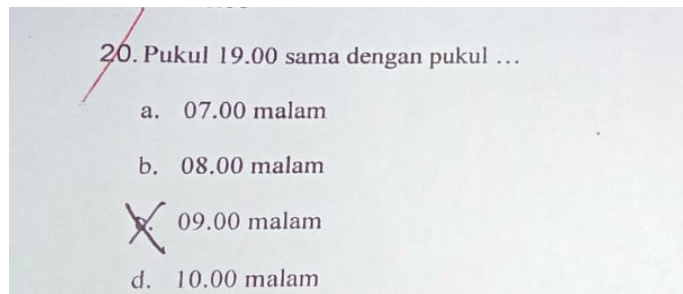 20. Pukul 19.00 sama dengan pukul ...
a. 07.00 malam
b. 08.00 malam
09.00 malam
d. 10.00 malam